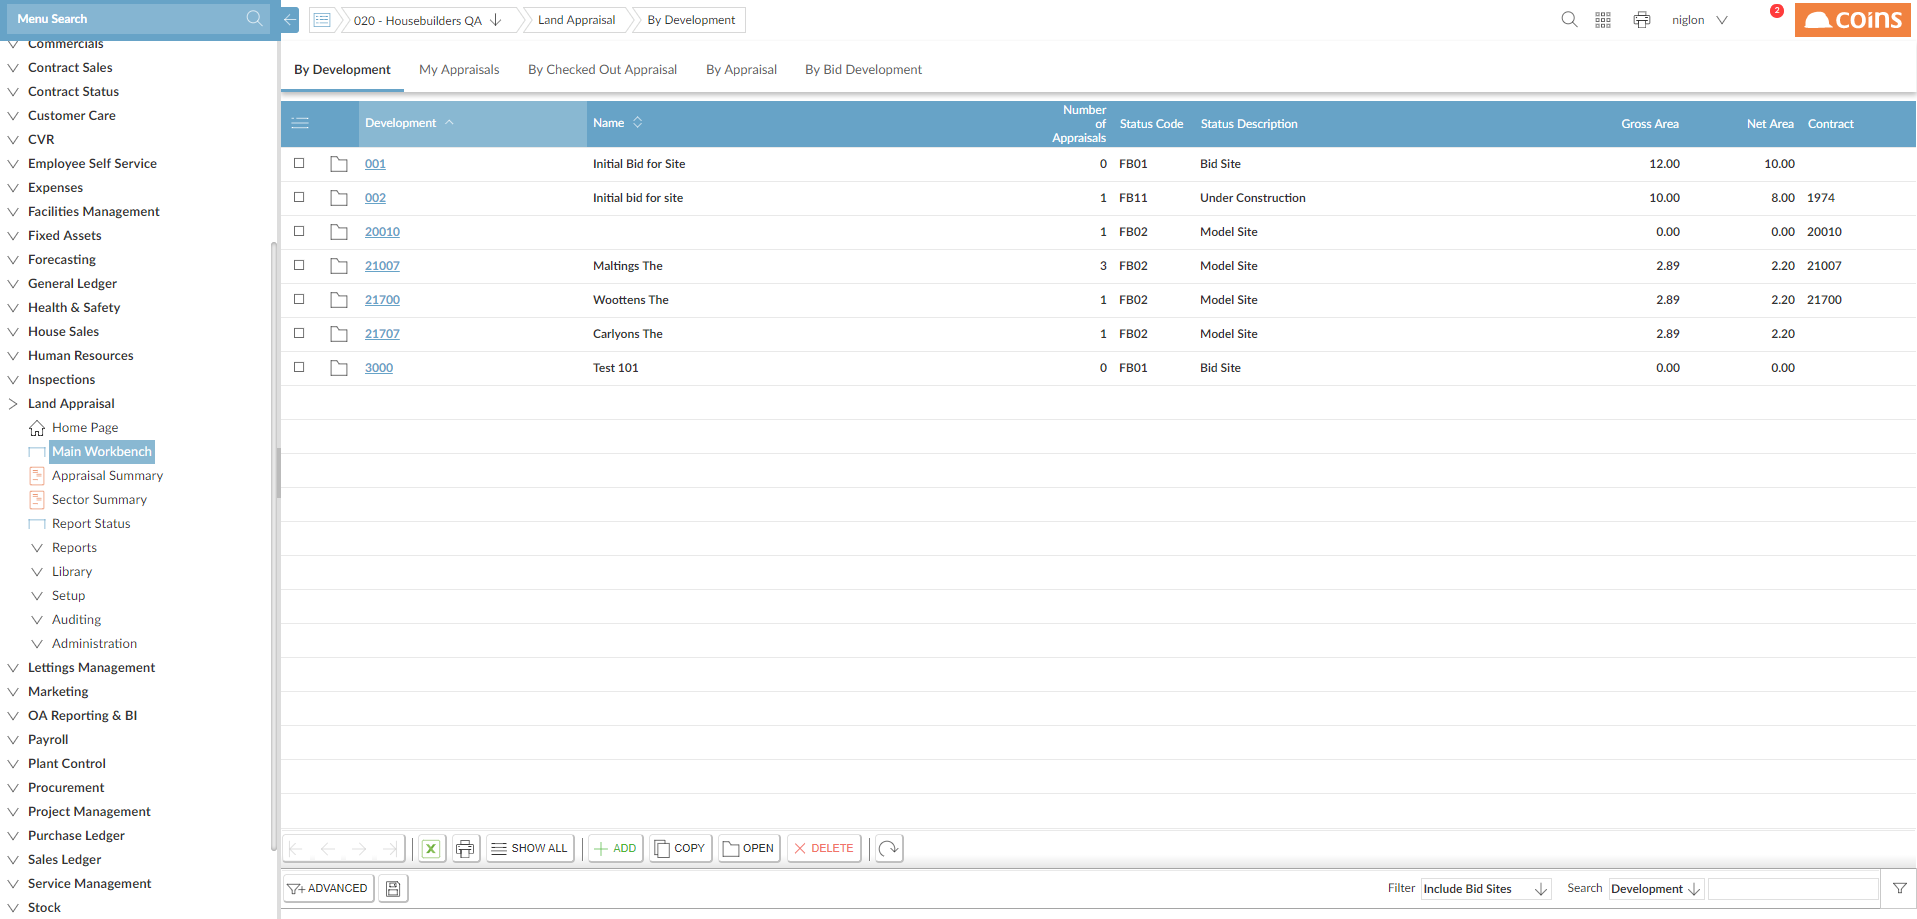 Menu Search
Commercials
Contract Sales
Contract Status
Customer Care
CVR
Employee Self Service
Expenses
Facilities Management
Fixed Assets
Forecasting
General Ledger
Health & Safety
House Sales
Human Resources
Inspections
Land Appraisal
Home Page
Main Workbench
Appraisal Summary
Sector Summary
Report Status
Reports
Library
Setup
Auditing
Administration
Lettings Management
Marketing
OA Reporting & BI
Payroll
Plant Control
Procurement
Project Management
Purchase Ledger
Sales Ledger
Service Management
Stock
020 - Housebuilders QA Land Appraisal By Development
niglon 2 coins
By Development My Appraisals By Checked Out Appraisal By Appraisal By Bid Development
Development Name Number of Appraisals Status Code Status Description Gross Area Net Area Contract
001 Initial Bid for Site 0 FB01 Bid Site 12.00 10.00
002 Initial bid for site 1 FB11 Under Construction 10.00 8.00 1974
20010 1 FB02 Model Site 0.00 0.00 20010
21007 Maltings The 3 FB02 Model Site 2.89 2.20 21007
21700 Woottens The 1 FB02 Model Site 2.89 2.20 21700
21707 Carlyons The 1 FB02 Model Site 2.89 2.20
3000 Test 101 0 FB01 Bid Site 0.00 0.00
SHOW ALL ADD COPY OPEN DELETE
ADVANCED Filter Include Bid Sites Search Development